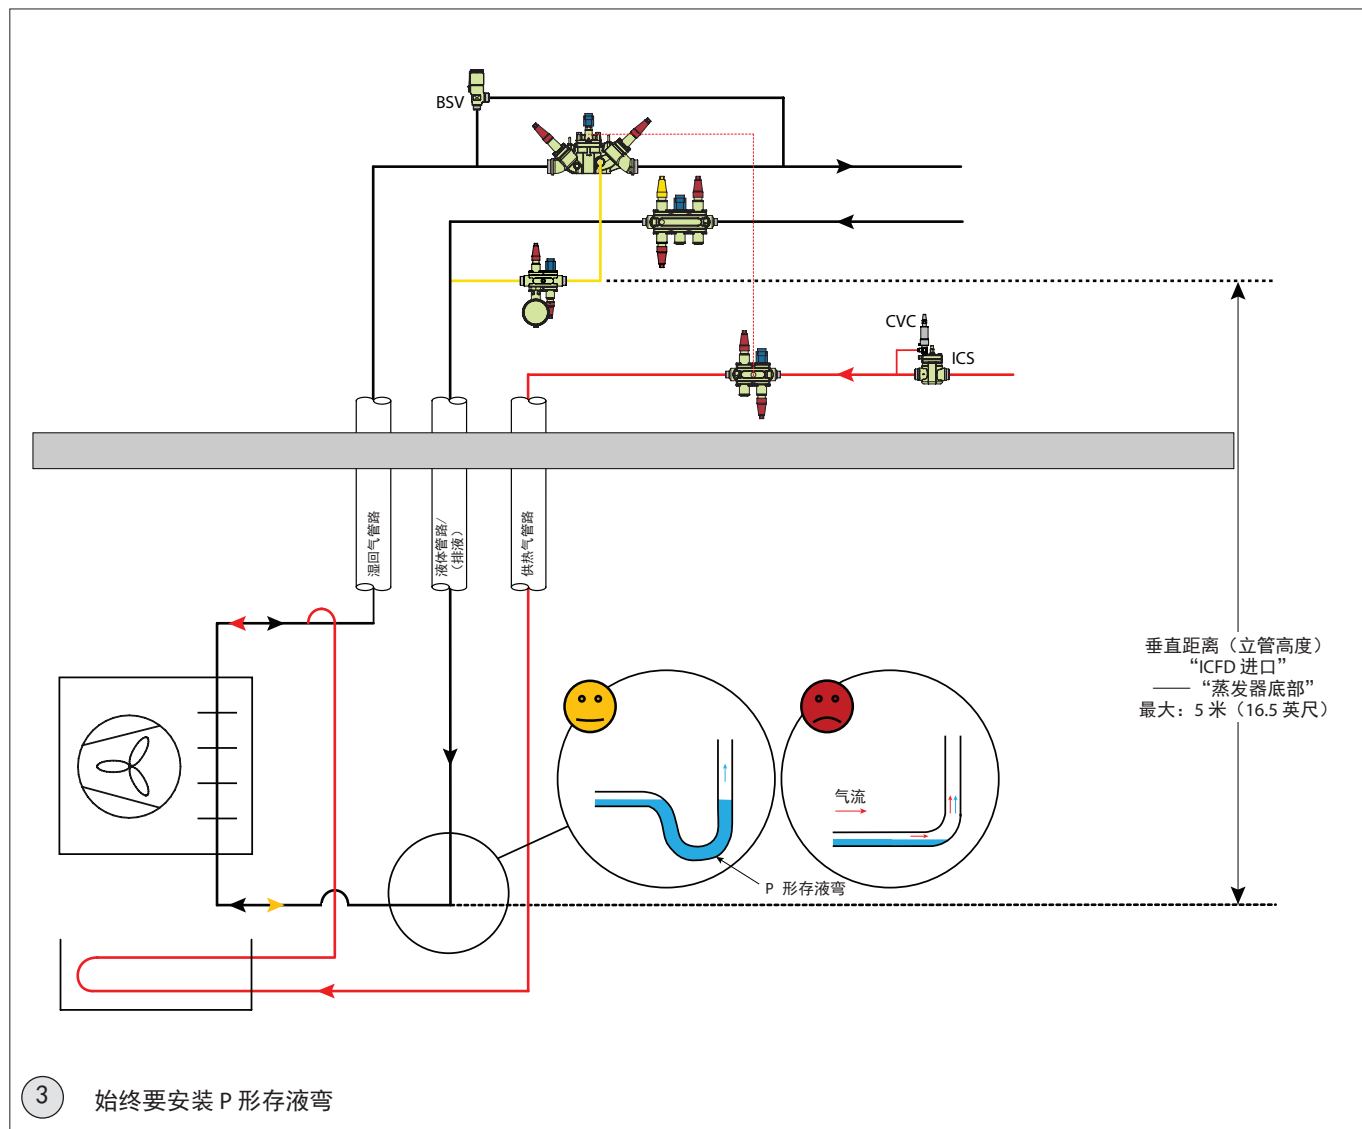 BSV
CVC
ICS
湿回气管路
液体管路/
（排液）
供热气管路
垂直距离（立管高度）
“ICFD 进口”
—— “蒸发器底部”
最大：5 米（16.5 英尺）
气流
P 形存液弯
3 始终要安装 P 形存液弯